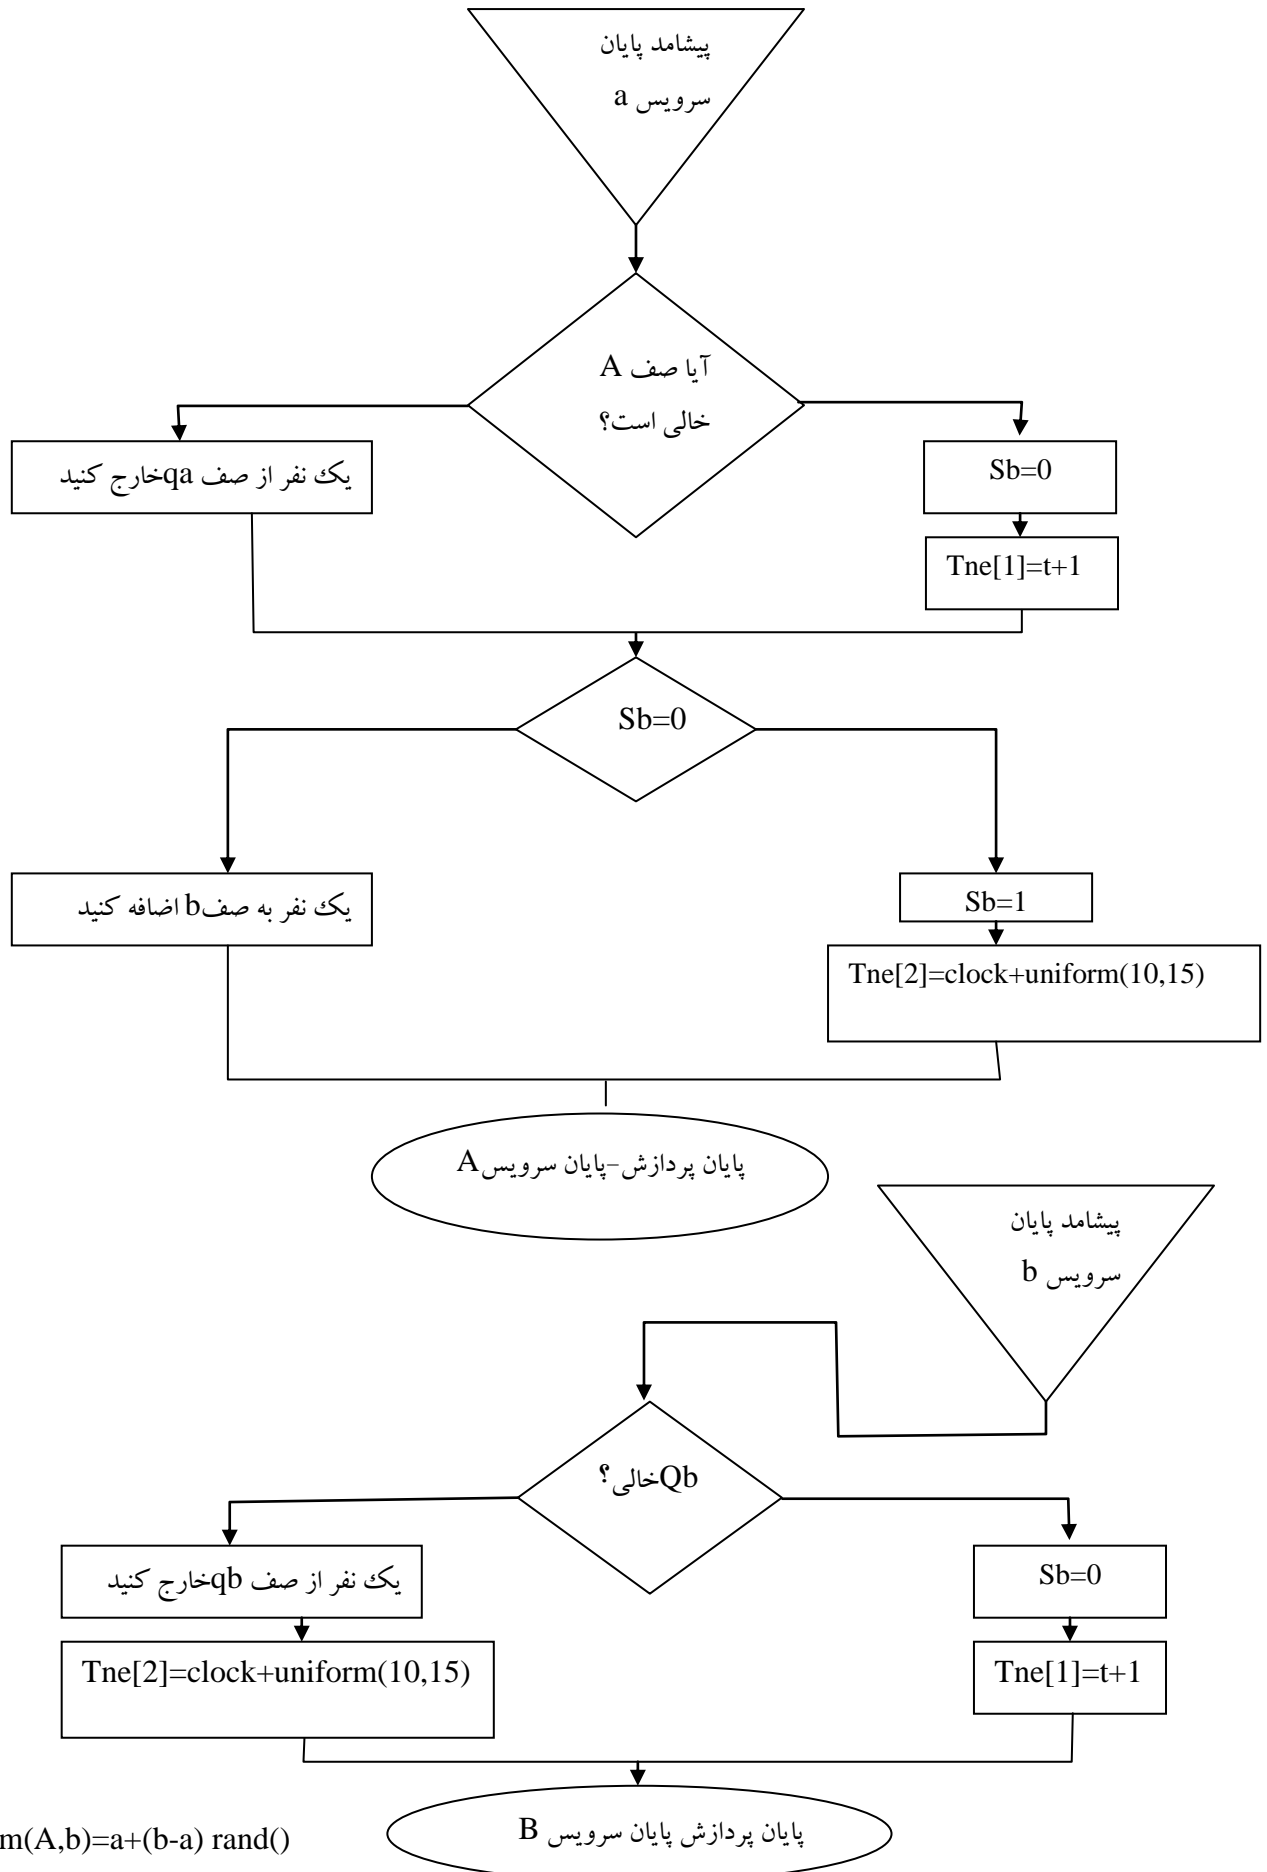 پیشامد پایان
سرویس a
آیا صف A
خالی است؟
یک نفر از صف qaخارج کنید
Sb=0
Tne[1]=t+1
Sb=0
یک نفر به صفb اضافه کنید
Sb=1
Tne[2]=clock+uniform(10,15)
پایان پردازش-پایان سرویسA
پیشامد پایان
سرویس b
Qbخالی؟
یک نفر از صف qbخارج کنید
Sb=0
Tne[2]=clock+uniform(10,15)
Tne[1]=t+1
پایان پردازش پایان سرویس B
m(A,b)=a+(b-a) rand()